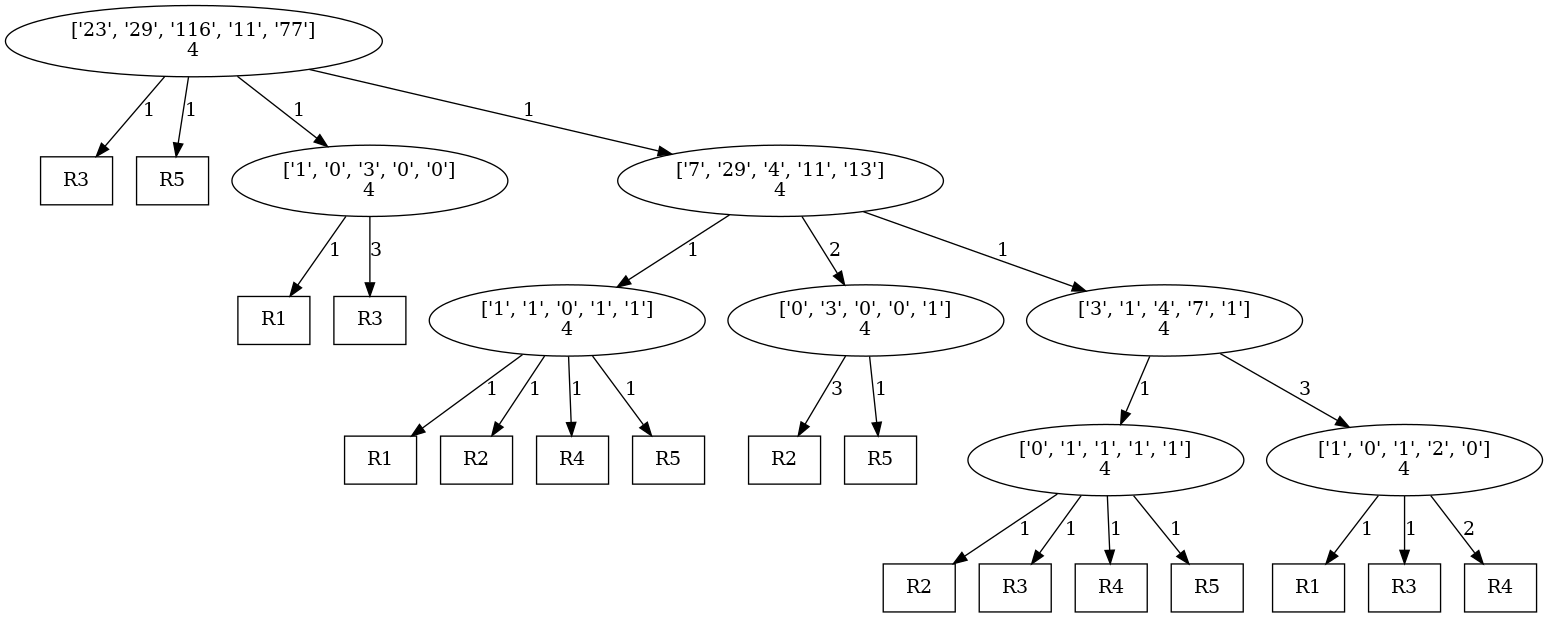 ['23', '29', '116', '11', '77']
4
1
1
1
1
R3
R5
['1', '0', '3', '0', '0']
4
['7', '29', '4', '11', '13']
4
1
3
1
2
1
R1
R3
['1', '1', '0', '1', '1']
4
['0', '3', '0', '0', '1']
4
['3', '1', '4', '7', '1']
4
1
1
1
1
3
1
1
3
R1
R2
R4
R5
R2
R5
['0', '1', '1', '1', '1']
4
['1', '0', '1', '2', '0']
4
1
1
1
1
1
1
2
R2
R3
R4
R5
R1
R3
R4